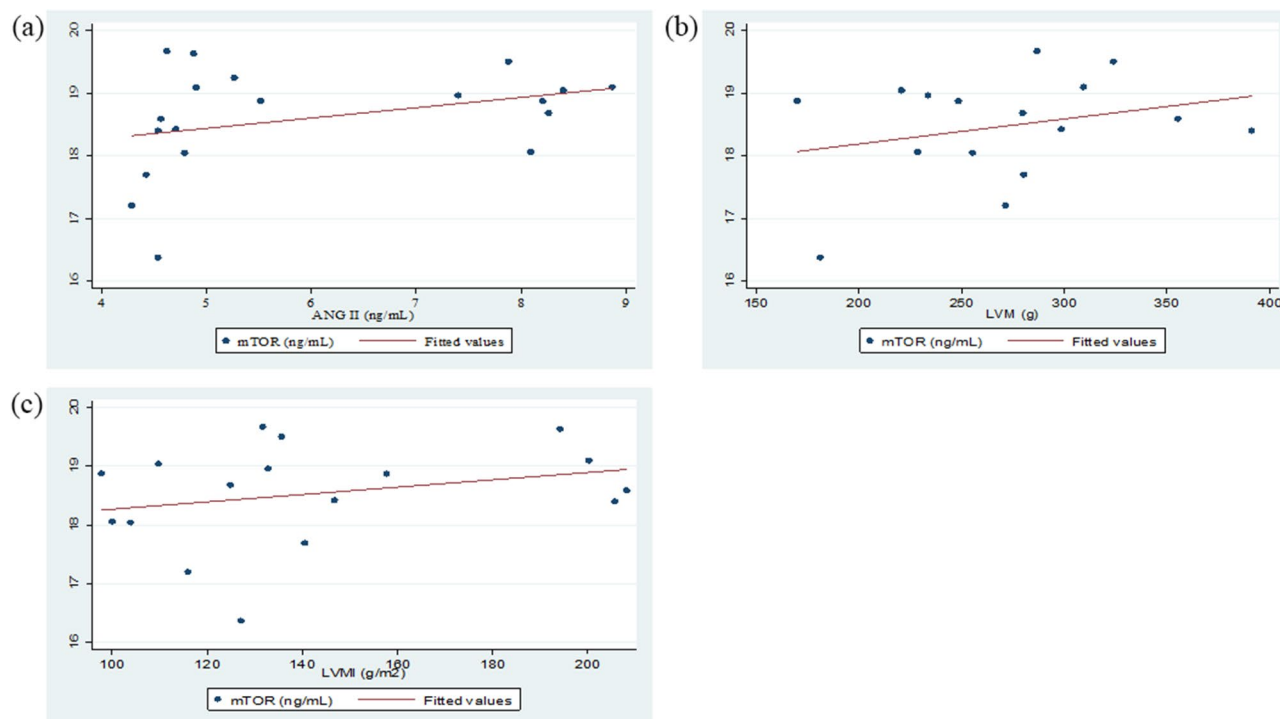 (a)
20
19
18
17
16
4 5 6 7 8 9
ANG II (ng/mL)
mTOR (ng/mL) Fitted values
(b)
20
19
18
17
16
150 200 250 300 350 400
LVM (g)
mTOR (ng/mL) Fitted values
(c)
20
19
18
17
16
100 120 140 160 180 200
LVMI (g/m2)
mTOR (ng/mL) Fitted values